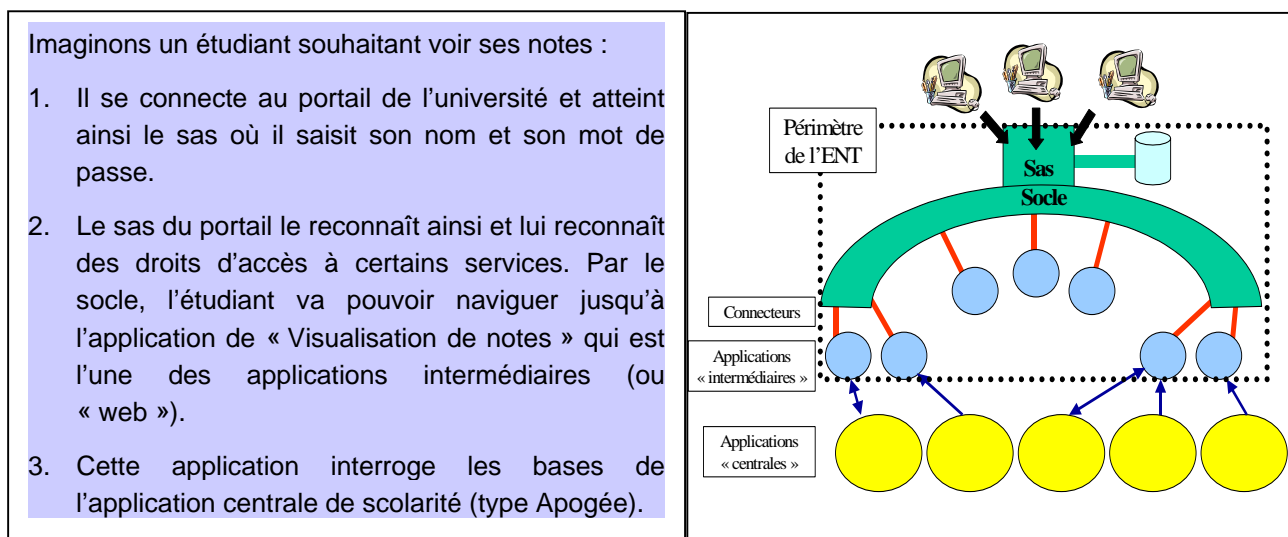 Imaginons un étudiant souhaitant voir ses notes :
1. Il se connecte au portail de l’université et atteint
ainsi le sas où il saisit son nom et son mot de
passe.
2. Le sas du portail le reconnaît ainsi et lui reconnaît
des droits d’accès à certains services. Par le
socle, l’étudiant va pouvoir naviguer jusqu’à
l’application de « Visualisation de notes » qui est
l’une des applications intermédiaires (ou
« web »).
3. Cette application interroge les bases de
l’application centrale de scolarité (type Apogée).
Périmètre
de l’ENT
Sas
Socle
Connecteurs
Applications
« intermédiaires »
Applications
« centrales »